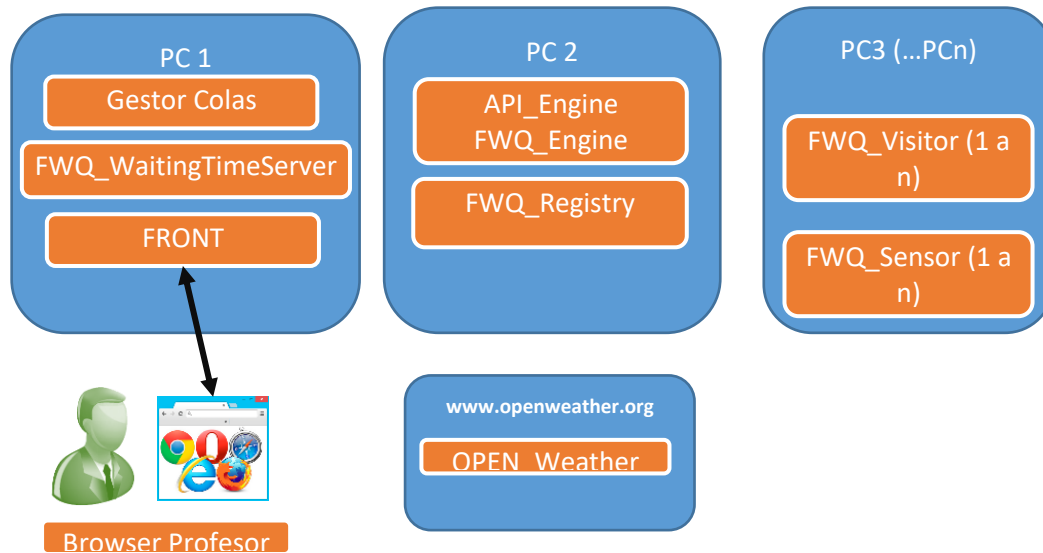 PC 1
Gestor Colas
FWQ_WaitingTimeServer
FRONT
PC 2
API_Engine
FWQ_Engine
FWQ_Registry
PC3 (...PCn)
FWQ_Visitor (1 a
n)
FWQ_Sensor (1 a
n)
www.openweather.org
OPEN_Weather
Browser Profesor